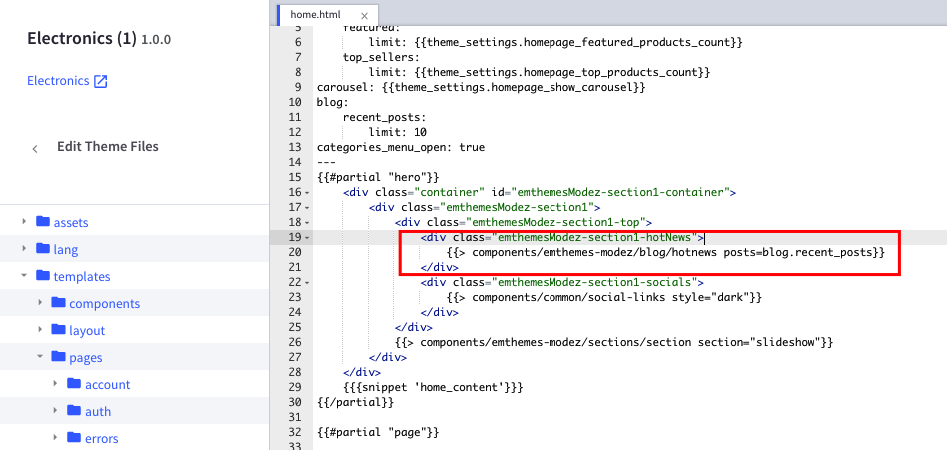 Electronics (1) 1.0.0
Electronics
Edit Theme Files
assets
lang
templates
components
layout
pages
account
auth
errors
home.html
5 featured:
6 limit: {{theme_settings.homepage_featured_products_count}}
7 top_sellers:
8 limit: {{theme_settings.homepage_top_products_count}}
9 carousel: {{theme_settings.homepage_show_carousel}}
10 blog:
11 recent_posts:
12 limit: 10
13 categories_menu_open: true
14 ---
15 {{#partial "hero"}}
16 <div class="container" id="emthemesModez-section1-container">
17 <div class="emthemesModez-section1">
18 <div class="emthemesModez-section1-top">
19 <div class="emthemesModez-section1-hotNews">
20 {{> components/emthemes-modez/blog/hotnews posts=blog.recent_posts}}
21 </div>
22 <div class="emthemesModez-section1-socials">
23 {{> components/common/social-links style="dark"}}
24 </div>
25 </div>
26 {{> components/emthemes-modez/sections/section section="slideshow"}}
27 </div>
28 </div>
29 {{{snippet 'home_content'}}}
30 {{/partial}}
31
32 {{#partial "page"}}
33